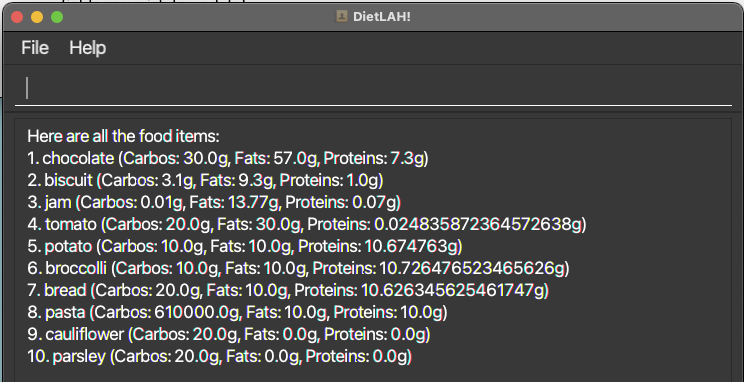 DietLAH!
File Help
Here are all the food items:
1. chocolate (Carbos: 30.0g, Fats: 57.0g, Proteins: 7.3g)
2. biscuit (Carbos: 3.1g, Fats: 9.3g, Proteins: 1.0g)
3. jam (Carbos: 0.01g, Fats: 13.77g, Proteins: 0.07g)
4. tomato (Carbos: 20.0g, Fats: 30.0g, Proteins: 0.024835872364572638g)
5. potato (Carbos: 10.0g, Fats: 10.0g, Proteins: 10.674763g)
6. broccolli (Carbos: 10.0g, Fats: 10.0g, Proteins: 10.726476523465626g)
7. bread (Carbos: 20.0g, Fats: 10.0g, Proteins: 10.626345625461747g)
8. pasta (Carbos: 610000.0g, Fats: 10.0g, Proteins: 10.0g)
9. cauliflower (Carbos: 20.0g, Fats: 0.0g, Proteins: 0.0g)
10. parsley (Carbos: 20.0g, Fats: 0.0g, Proteins: 0.0g)